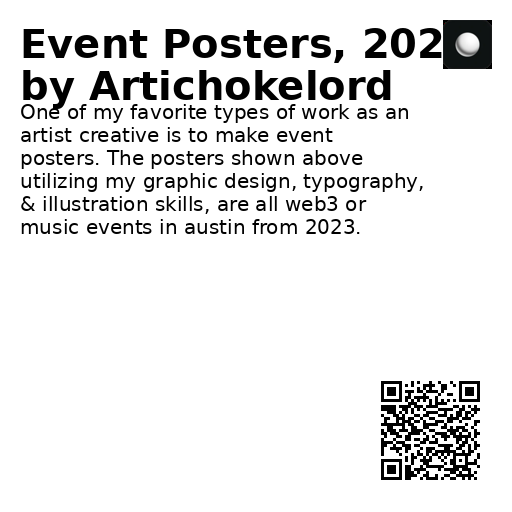 Event Posters, 202
by Artichokelord
One of my favorite types of work as an
artist creative is to make event
posters. The posters shown above
utilizing my graphic design, typography,
& illustration skills, are all web3 or
music events in austin from 2023.